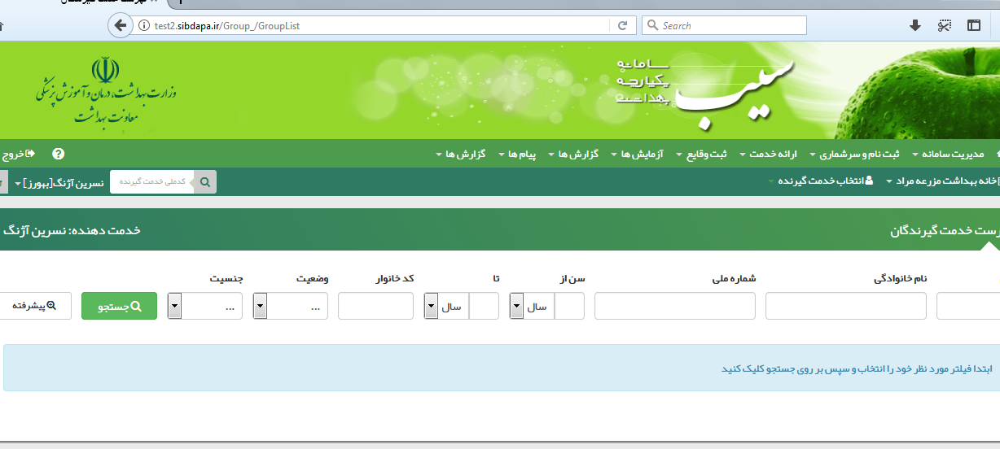 test2.sibdapa.ir/Group_/GroupList
Search
وزارت بهداشت، درمان و آموزش پزشکی
معاونت بهداشت
سامانه
یکپارچه
بهداشت
سیب
مدیریت سامانه
ثبت نام و سرشماری
ارائه خدمت
ثبت وقایع
آزمایش ها
گزارش ها
پیام ها
گزارش ها
?
خروج
خانه بهداشت مزرعه مراد
انتخاب خدمت گیرنده
کدملی خدمت گیرنده
نسرین آژنگ[بهورز]
رست خدمت گیرندگان
خدمت دهنده: نسرین آژنگ
نام خانوادگی
شماره ملی
سن از
تا
کد خانوار
وضعیت
جنسیت
سال
سال
...
...
جستجو
پیشرفته
ابتدا فیلتر مورد نظر خود را انتخاب و سپس بر روی جستجو کلیک کنید